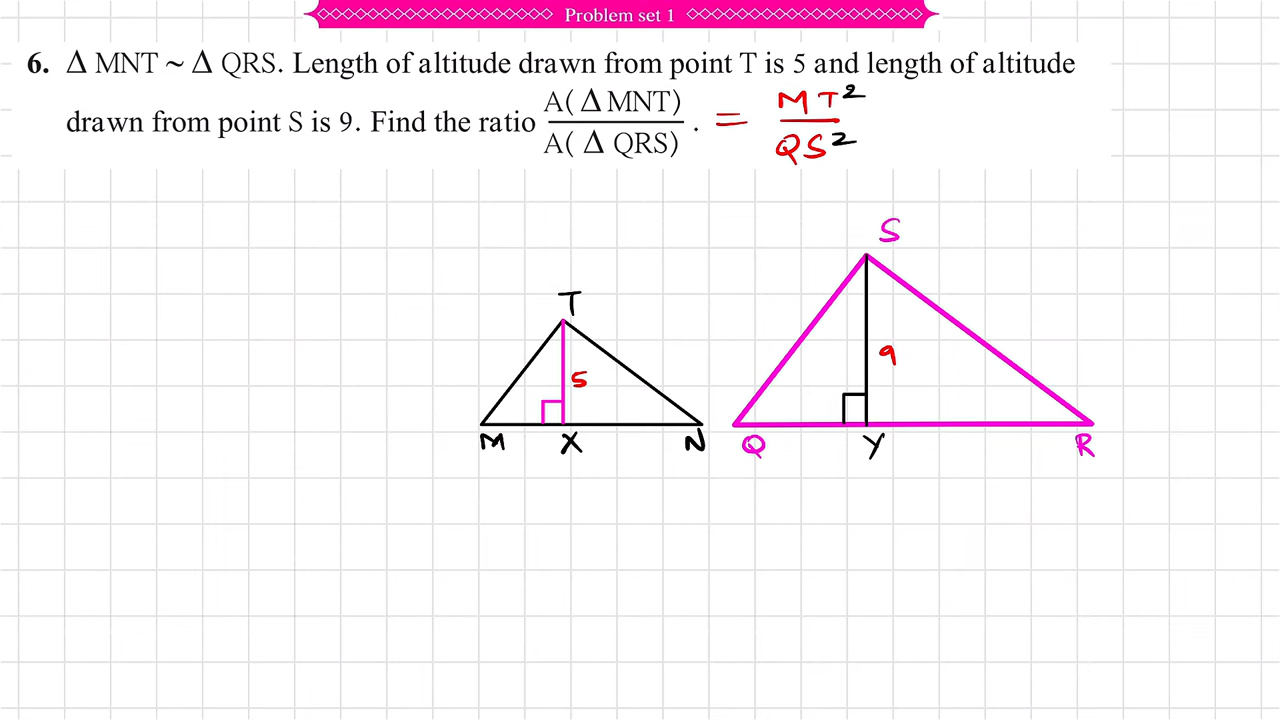 Problem set 1
6. Δ MNT ~ Δ QRS. Length of altitude drawn from point T is 5 and length of altitude
drawn from point S is 9. Find the ratio A(Δ MNT) / A(Δ QRS) . = MT² / QS²
S
T
9
5
M X N Q Y R